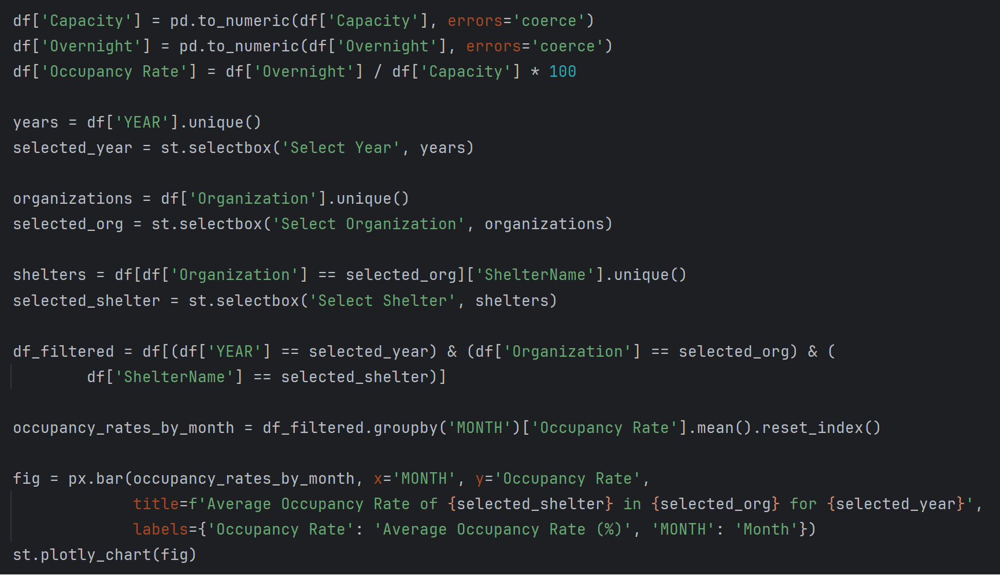 df['Capacity'] = pd.to_numeric(df['Capacity'], errors='coerce')
df['Overnight'] = pd.to_numeric(df['Overnight'], errors='coerce')
df['Occupancy Rate'] = df['Overnight'] / df['Capacity'] * 100
years = df['YEAR'].unique()
selected_year = st.selectbox('Select Year', years)
organizations = df['Organization'].unique()
selected_org = st.selectbox('Select Organization', organizations)
shelters = df[df['Organization'] == selected_org]['ShelterName'].unique()
selected_shelter = st.selectbox('Select Shelter', shelters)
df_filtered = df[(df['YEAR'] == selected_year) & (df['Organization'] == selected_org) & (
        df['ShelterName'] == selected_shelter)]
occupancy_rates_by_month = df_filtered.groupby('MONTH')['Occupancy Rate'].mean().reset_index()
fig = px.bar(occupancy_rates_by_month, x='MONTH', y='Occupancy Rate',
             title=f'Average Occupancy Rate of {selected_shelter} in {selected_org} for {selected_year}',
             labels={'Occupancy Rate': 'Average Occupancy Rate (%)', 'MONTH': 'Month'})
st.plotly_chart(fig)